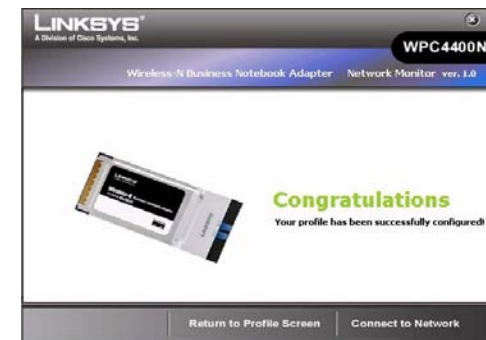 LINKSYS®
A Division of Cisco Systems, Inc.
WPC4400N
Wireless-N Business Notebook Adapter Network Monitor ver. 1.0
LINKSYS
Congratulations
Your profile has been successfully configured!
Return to Profile Screen Connect to Network